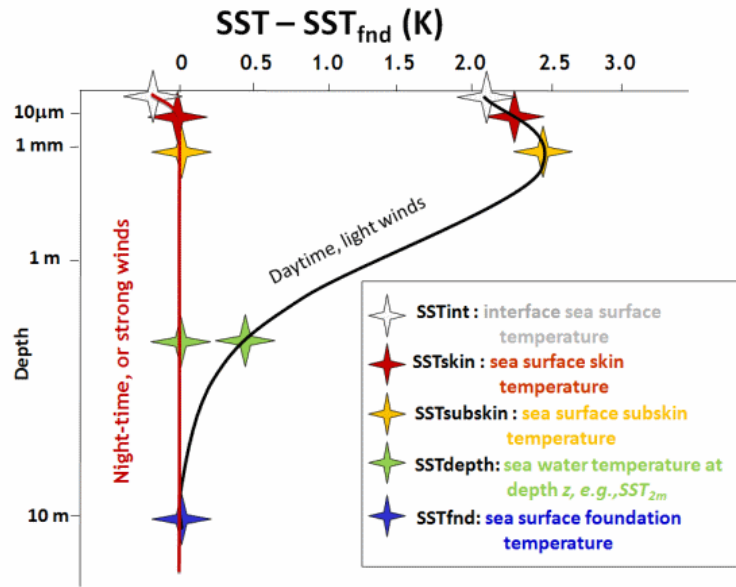 SST – SSTfnd (K)
0 0.5 1.0 1.5 2.0 2.5 3.0
10μm
1 mm
1 m
10 m
Depth
Night-time, or strong winds
Daytime, light winds
SSTint : interface sea surface
temperature
SSTskin : sea surface skin
temperature
SSTsubskin : sea surface subskin
temperature
SSTdepth: sea water temperature at
depth z, e.g.,SST2m
SSTfnd: sea surface foundation
temperature